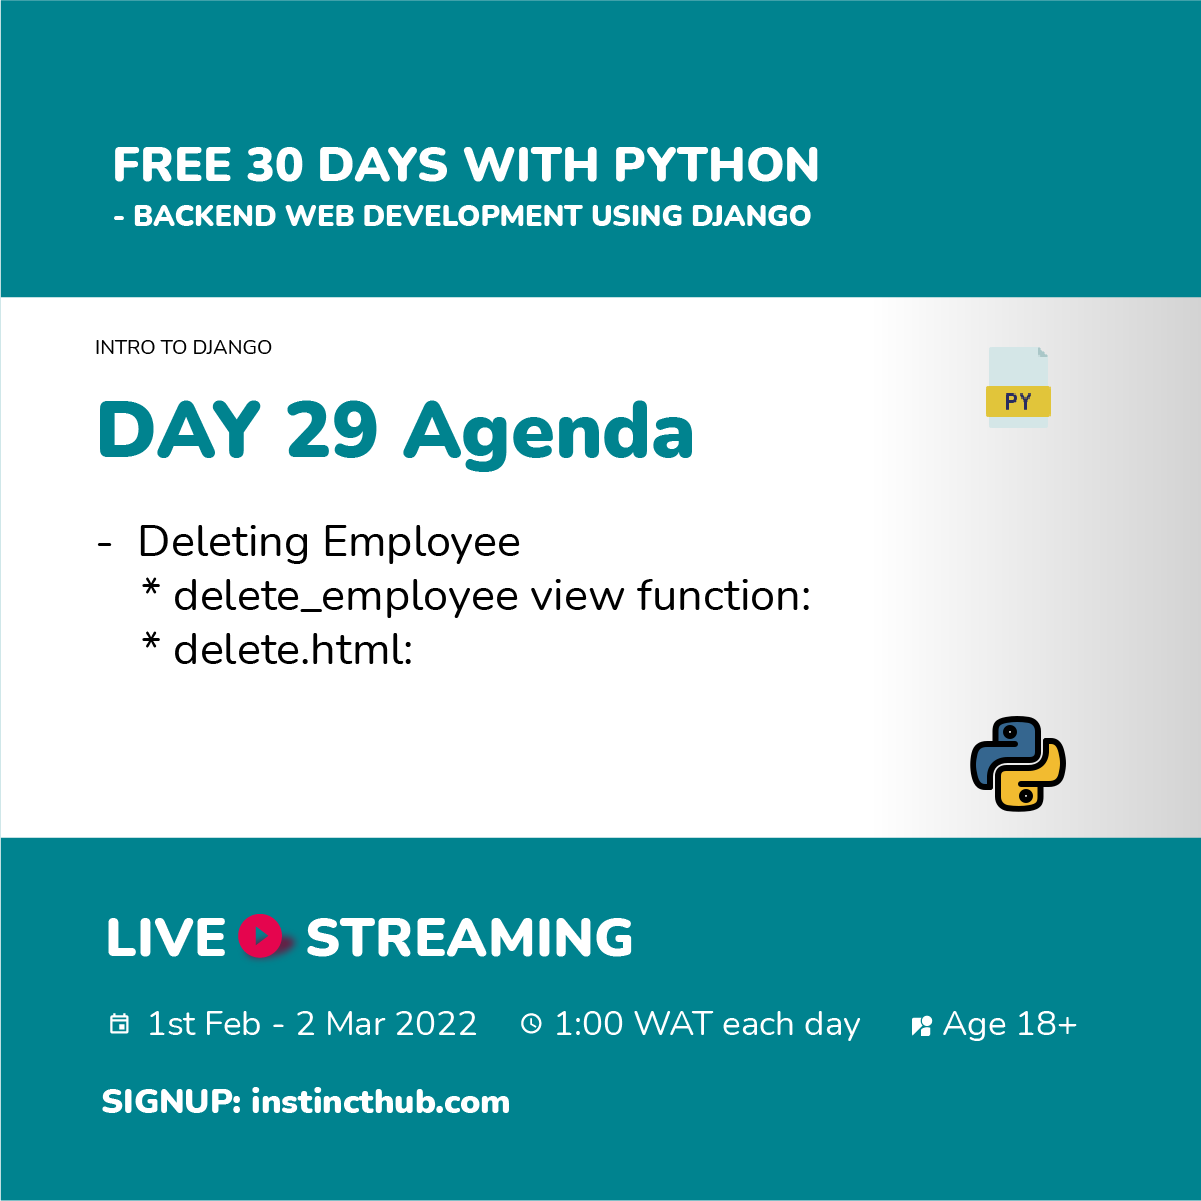 FREE 30 DAYS WITH PYTHON
- BACKEND WEB DEVELOPMENT USING DJANGO
INTRO TO DJANGO
PY
DAY 29 Agenda
- Deleting Employee
* delete_employee view function:
* delete.html:
LIVE STREAMING
1st Feb - 2 Mar 2022 1:00 WAT each day Age 18+
SIGNUP: instincthub.com